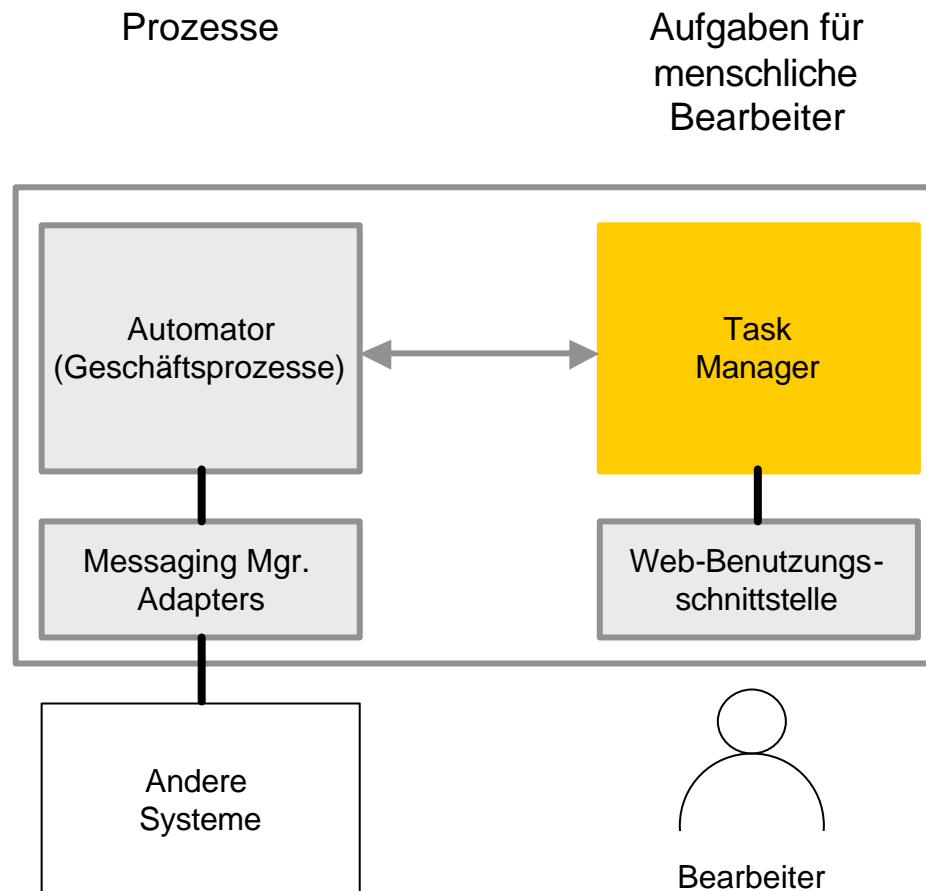 Prozesse
Aufgaben für
menschliche
Bearbeiter
Automator
(Geschäftsprozesse)
Task
Manager
Messaging Mgr.
Adapters
Web-Benutzungs-
schnittstelle
Andere
Systeme
Bearbeiter